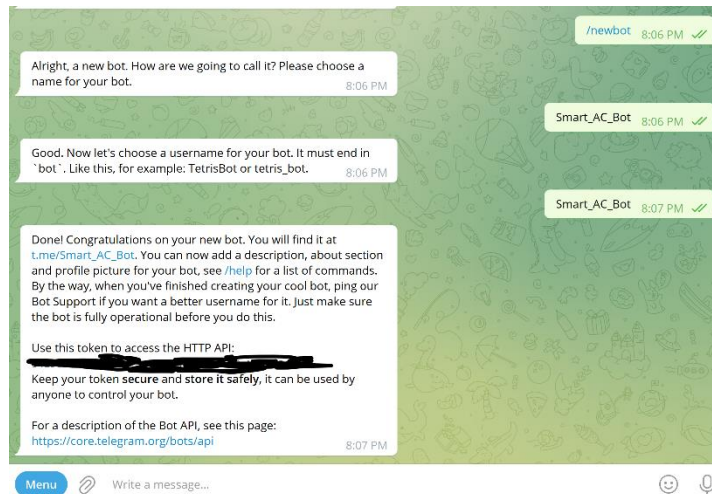 /newbot 8:06 PM
Alright, a new bot. How are we going to call it? Please choose a
name for your bot. 8:06 PM
Smart_AC_Bot 8:06 PM
Good. Now let's choose a username for your bot. It must end in
`bot`. Like this, for example: TetrisBot or tetris_bot. 8:06 PM
Smart_AC_Bot 8:07 PM
Done! Congratulations on your new bot. You will find it at
t.me/Smart_AC_Bot. You can now add a description, about section
and profile picture for your bot, see /help for a list of commands.
By the way, when you've finished creating your cool bot, ping our
Bot Support if you want a better username for it. Just make sure
the bot is fully operational before you do this.
Use this token to access the HTTP API:
Keep your token secure and store it safely, it can be used by
anyone to control your bot.
For a description of the Bot API, see this page:
https://core.telegram.org/bots/api 8:07 PM
Menu Write a message...